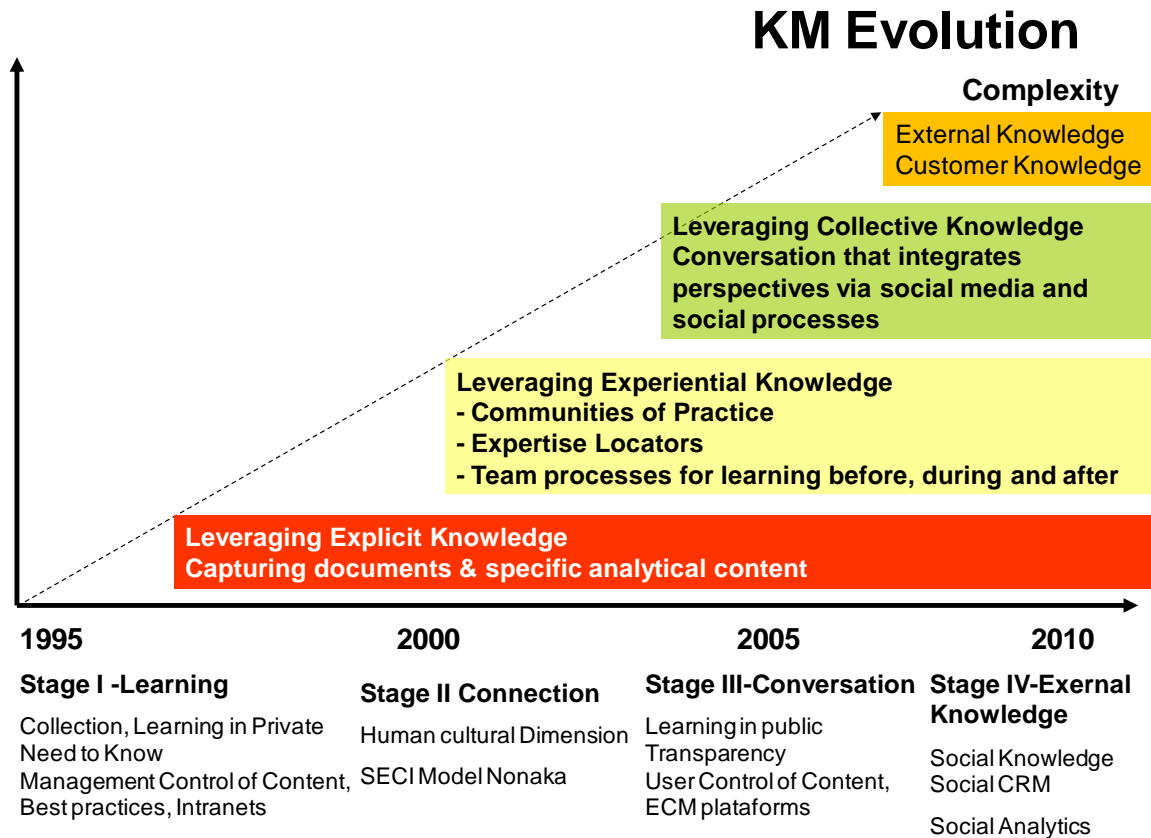 KM Evolution
Complexity
External Knowledge
Customer Knowledge
Leveraging Collective Knowledge
Conversation that integrates
perspectives via social media and
social processes
Leveraging Experiential Knowledge
- Communities of Practice
- Expertise Locators
- Team processes for learning before, during and after
Leveraging Explicit Knowledge
Capturing documents & specific analytical content
1995
2000
2005
2010
Stage I -Learning
Collection, Learning in Private
Need to Know
Management Control of Content,
Best practices, Intranets
Stage II Connection
Human cultural Dimension
SECI Model Nonaka
Stage III-Conversation
Learning in public
Transparency
User Control of Content,
ECM plataforms
Stage IV-Exernal
Knowledge
Social Knowledge
Social CRM
Social Analytics